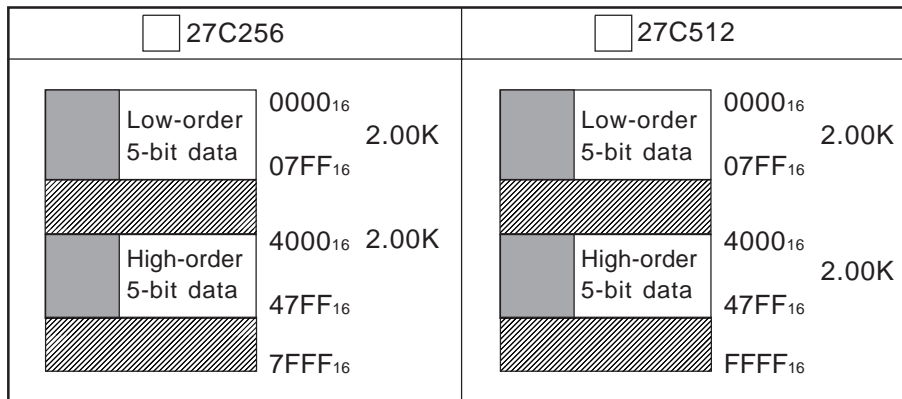 27C256
Low-order
5-bit data
0000₁₆
2.00K
07FF₁₆
High-order
5-bit data
4000₁₆ 2.00K
47FF₁₆
7FFF₁₆
27C512
Low-order
5-bit data
0000₁₆
2.00K
07FF₁₆
High-order
5-bit data
4000₁₆
2.00K
47FF₁₆
FFFF₁₆